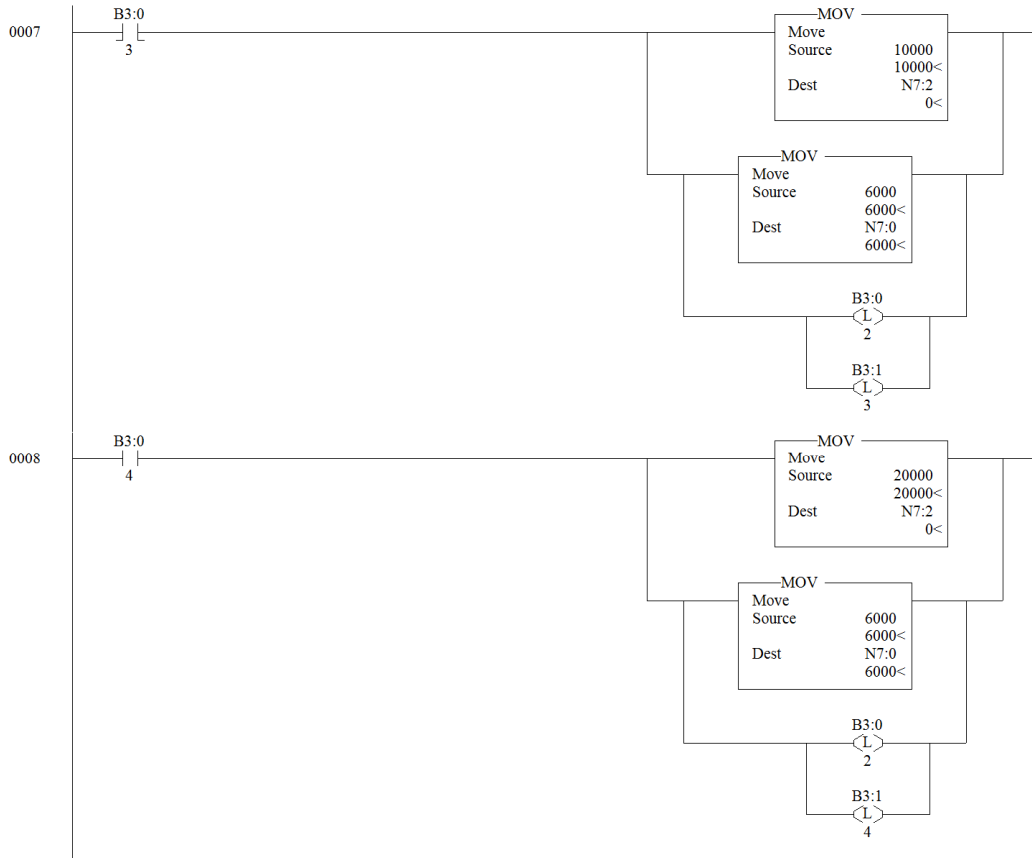 B3:0
0007
3
MOV
Move
Source 10000
10000<
Dest N7:2
0<
MOV
Move
Source 6000
6000<
Dest N7:0
6000<
B3:0
L
2
B3:1
L
3
B3:0
0008
4
MOV
Move
Source 20000
20000<
Dest N7:2
0<
MOV
Move
Source 6000
6000<
Dest N7:0
6000<
B3:0
L
2
B3:1
L
4